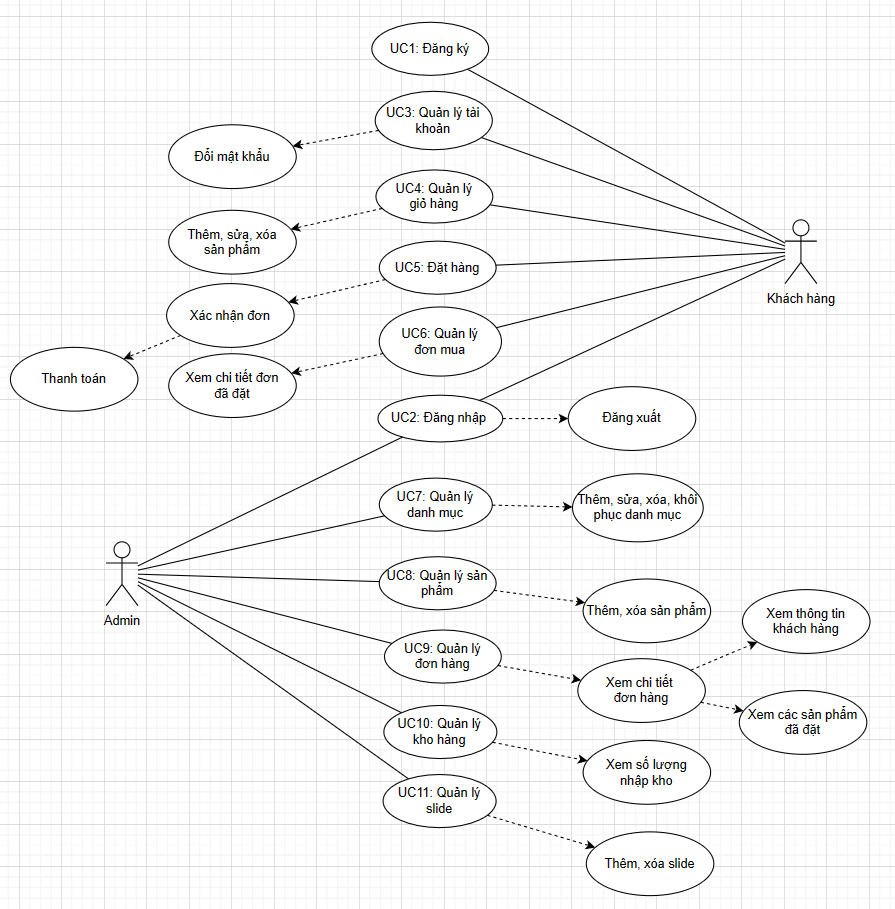 UC1: Đăng ký
UC3: Quản lý tài
khoản
Đổi mật khẩu
UC4: Quản lý
giỏ hàng
Thêm, sửa, xóa
sản phẩm
UC5: Đặt hàng
Khách hàng
Xác nhận đơn
UC6: Quản lý
đơn mua
Thanh toán
Xem chi tiết đơn
đã đặt
UC2: Đăng nhập
Đăng xuất
UC7: Quản lý
danh mục
Thêm, sửa, xóa, khôi
phục danh mục
UC8: Quản lý sản
phẩm
Admin
Thêm, xóa sản phẩm
Xem thông tin
khách hàng
UC9: Quản lý
đơn hàng
Xem chi tiết
đơn hàng
UC10: Quản lý
kho hàng
Xem các sản phẩm
đã đặt
Xem số lượng
nhập kho
UC11: Quản lý
slide
Thêm, xóa slide